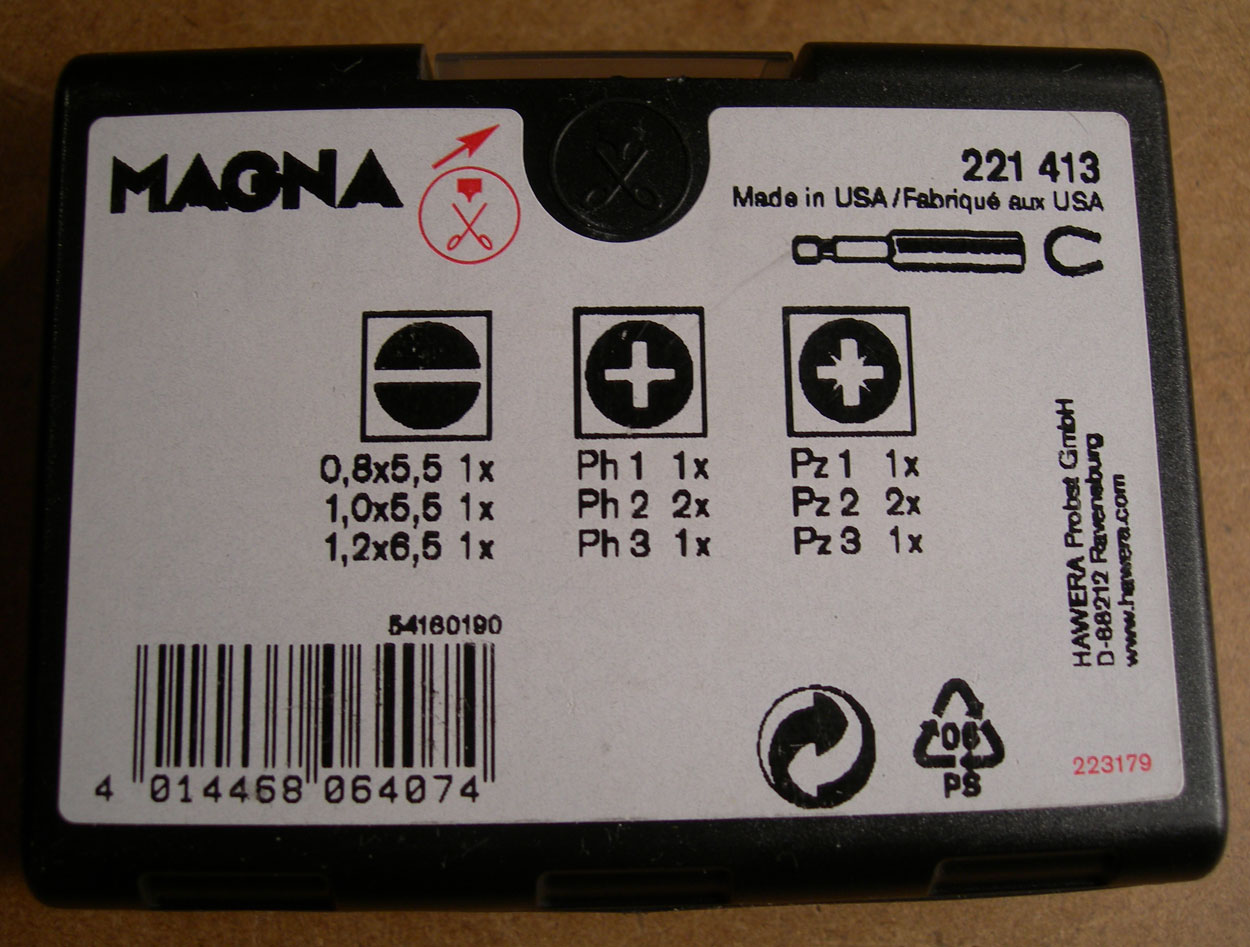 MAGNA
221 413
Made in USA/Fabriqué aux USA
0,8x5,5 1x
1,0x5,5 1x
1,2x6,5 1x
Ph 1 1x
Ph 2 2x
Ph 3 1x
Pz 1 1x
Pz 2 2x
Pz 3 1x
HAWERA Probst GmbH
D-88212 Ravensburg
www.hawera.com
54160190
4 014468 064074
06
PS
223179